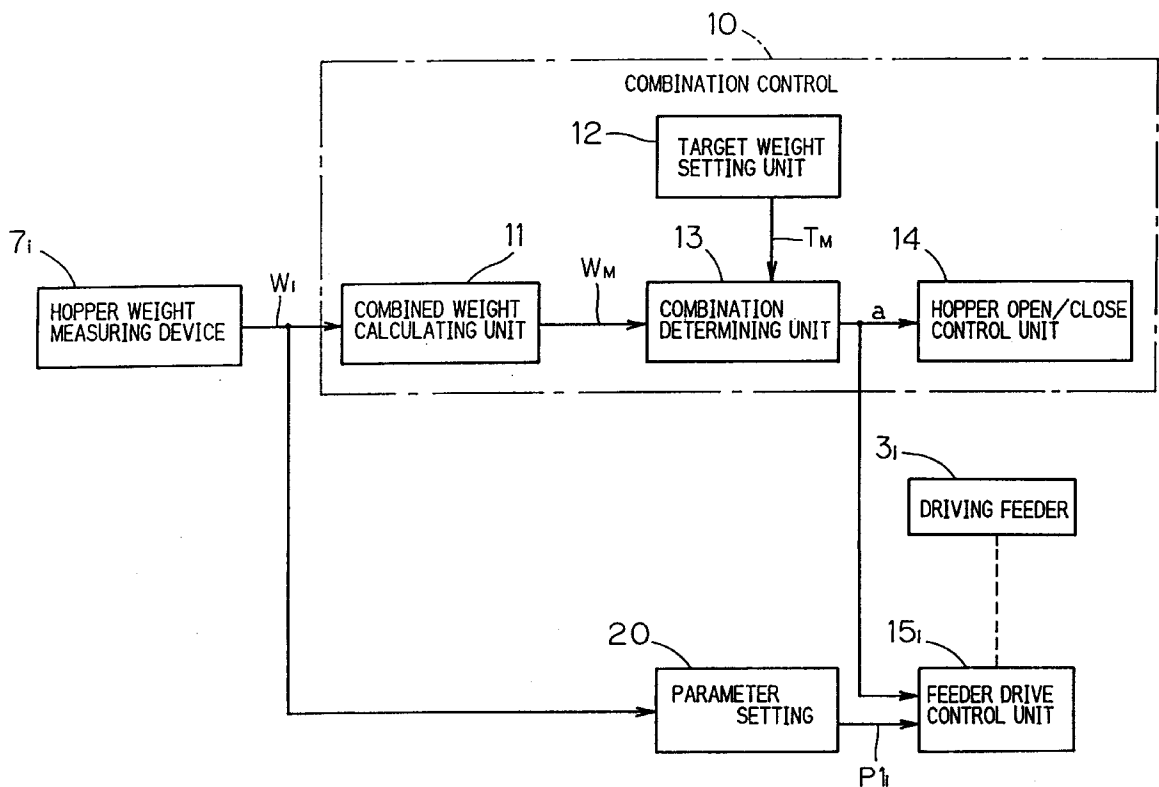 10
COMBINATION CONTROL
12
TARGET WEIGHT
SETTING UNIT
7i
11
13
TM
14
Wi
WM
a
HOPPER WEIGHT
MEASURING DEVICE
COMBINED WEIGHT
CALCULATING UNIT
COMBINATION
DETERMINING UNIT
HOPPER OPEN/CLOSE
CONTROL UNIT
3i
DRIVING FEEDER
20
15i
PARAMETER
SETTING
FEEDER DRIVE
CONTROL UNIT
P1i